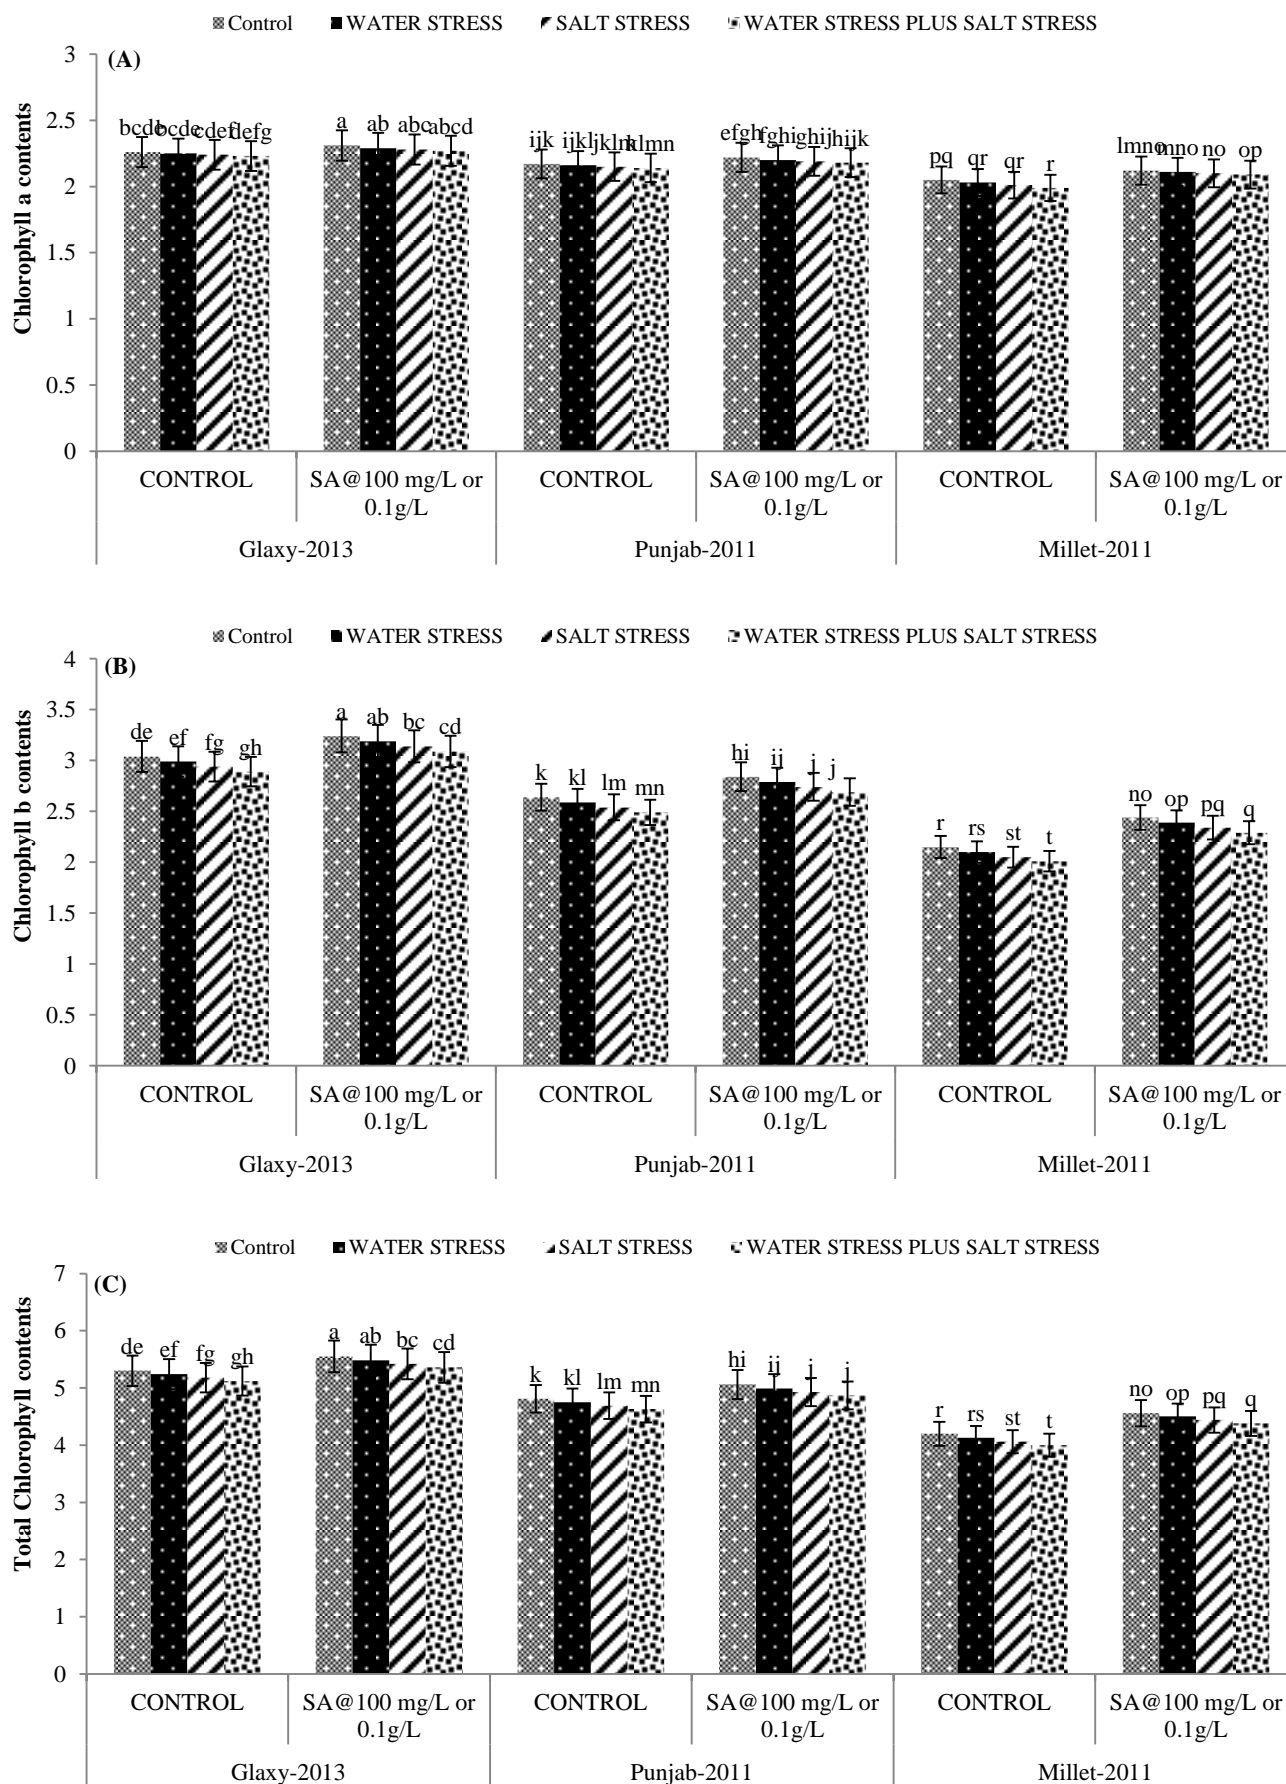 Control WATER STRESS SALT STRESS WATER STRESS PLUS SALT STRESS
(A)
Chlorophyll a contents
3
2.5
2
1.5
1
0.5
0
bcde bcde cdef defg a ab abc abcd ijk ijkl jklm klmn efgh fghi ghij hijk pq qr qr r lmno mno no op
CONTROL SA@100 mg/L or CONTROL SA@100 mg/L or CONTROL SA@100 mg/L or
0.1g/L 0.1g/L 0.1g/L
Glaxy-2013 Punjab-2011 Millet-2011
Control WATER STRESS SALT STRESS WATER STRESS PLUS SALT STRESS
(B)
Chlorophyll b contents
4
3.5
3
2.5
2
1.5
1
0.5
0
de ef fg gh a ab bc cd k kl lm mn hi ij j j r rs st t no op pq q
CONTROL SA@100 mg/L or CONTROL SA@100 mg/L or CONTROL SA@100 mg/L or
0.1g/L 0.1g/L 0.1g/L
Glaxy-2013 Punjab-2011 Millet-2011
Control WATER STRESS SALT STRESS WATER STRESS PLUS SALT STRESS
(C)
Total Chlorophyll contents
7
6
5
4
3
2
1
0
de ef fg gh a ab bc cd k kl lm mn hi ij j j r rs st t no op pq q
CONTROL SA@100 mg/L or CONTROL SA@100 mg/L or CONTROL SA@100 mg/L or
0.1g/L 0.1g/L 0.1g/L
Glaxy-2013 Punjab-2011 Millet-2011